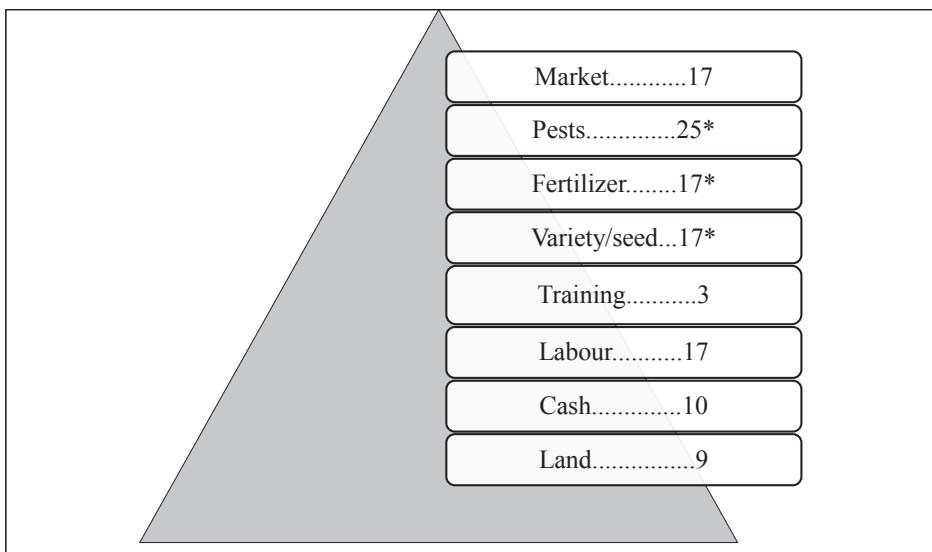 Market............17
Pests..............25*
Fertilizer........17*
Variety/seed...17*
Training...........3
Labour...........17
Cash..............10
Land................9